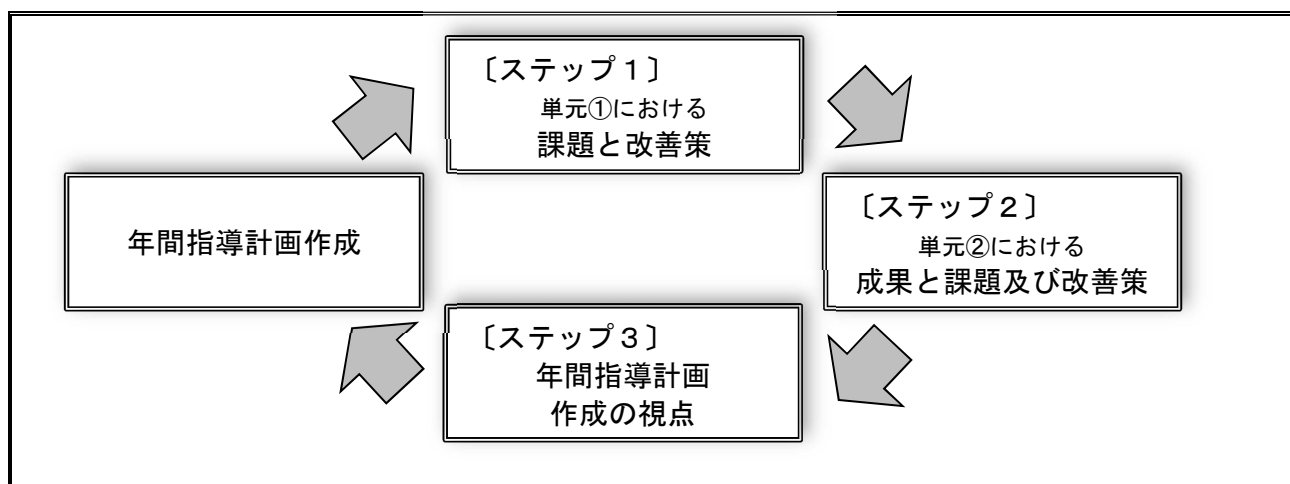 〔ステップ１〕
単元①における
課題と改善策
〔ステップ２〕
単元②における
成果と課題及び改善策
〔ステップ３〕
年間指導計画
作成の視点
年間指導計画作成